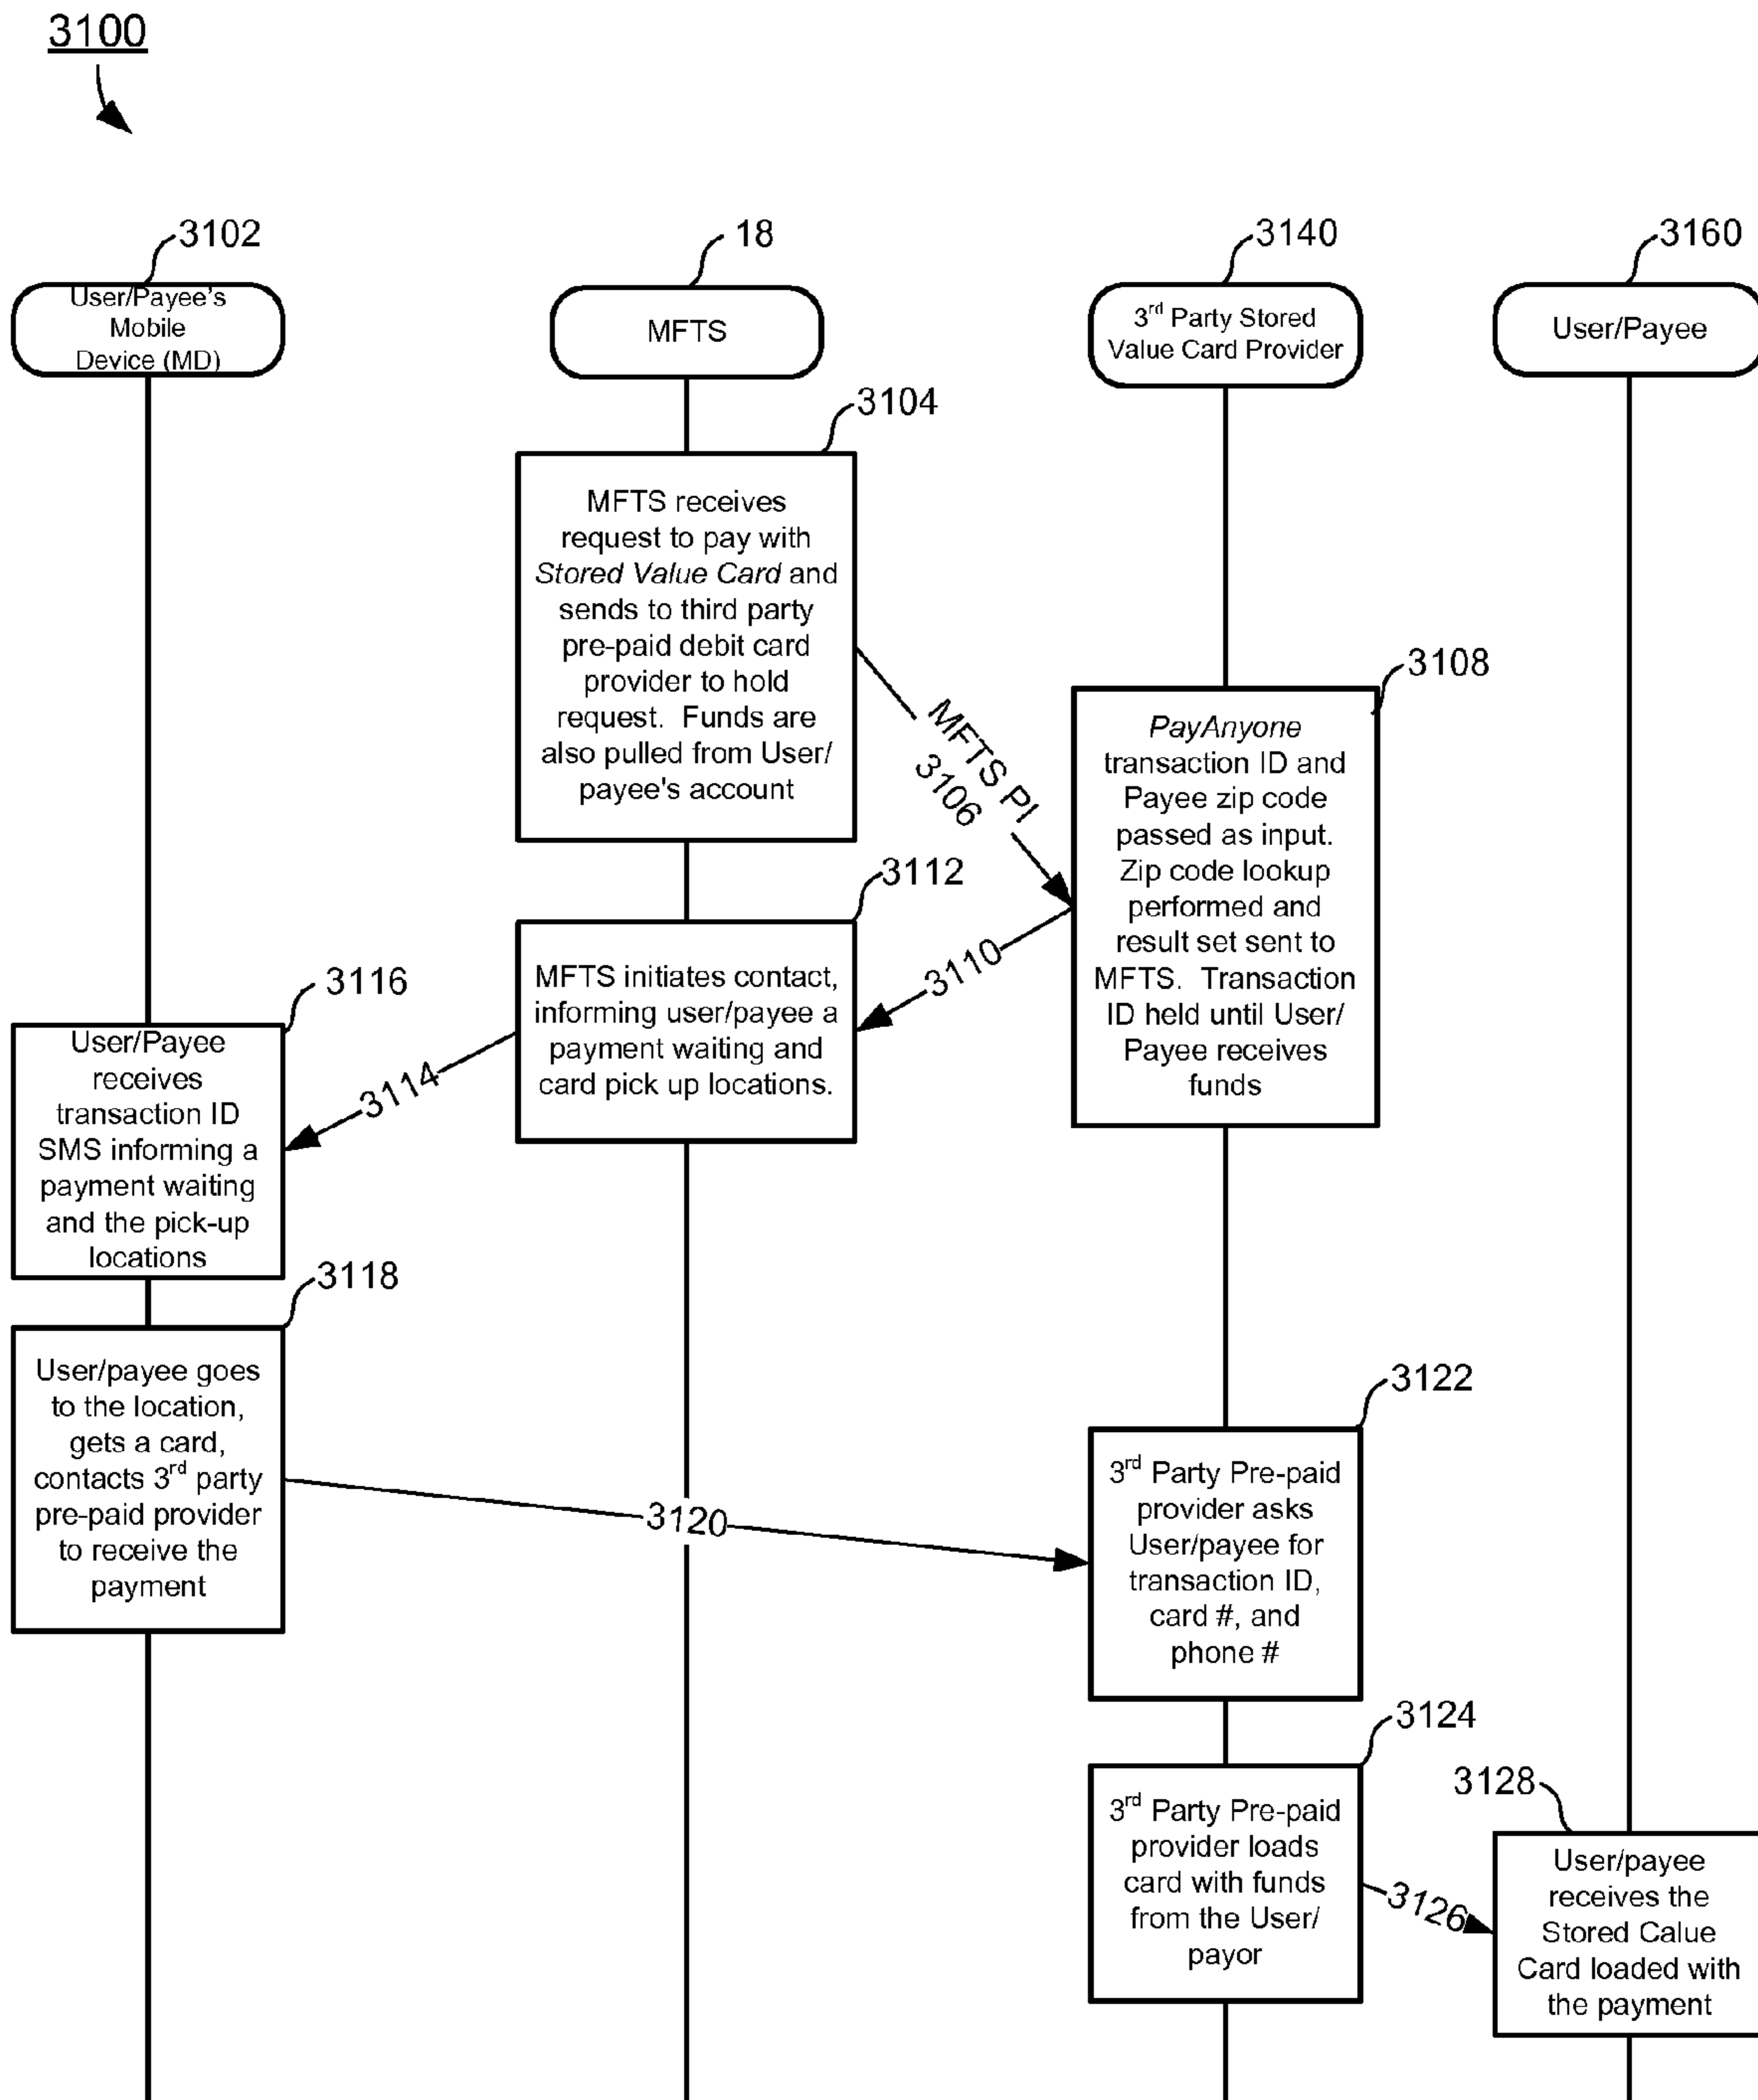 3100
3102
18
3140
3160
User/Payee's
Mobile
Device (MD)
MFTS
3rd Party Stored
Value Card Provider
User/Payee
3104
MFTS receives
request to pay with
Stored Value Card and
sends to third party
pre-paid debit card
provider to hold
request. Funds are
also pulled from User/
payee's account
MFTS PI
3106
3108
PayAnyone
transaction ID and
Payee zip code
passed as input.
Zip code lookup
performed and
result set sent to
MFTS. Transaction
ID held until User/
Payee receives
funds
3110
3112
MFTS initiates contact,
informing user/payee a
payment waiting and
card pick up locations.
3114
3116
User/Payee
receives
transaction ID
SMS informing a
payment waiting
and the pick-up
locations
3118
User/payee goes
to the location,
gets a card,
contacts 3rd party
pre-paid provider
to receive the
payment
3120
3122
3rd Party Pre-paid
provider asks
User/payee for
transaction ID,
card #, and
phone #
3124
3rd Party Pre-paid
provider loads
card with funds
from the User/
payor
3126
3128
User/payee
receives the
Stored Calue
Card loaded with
the payment